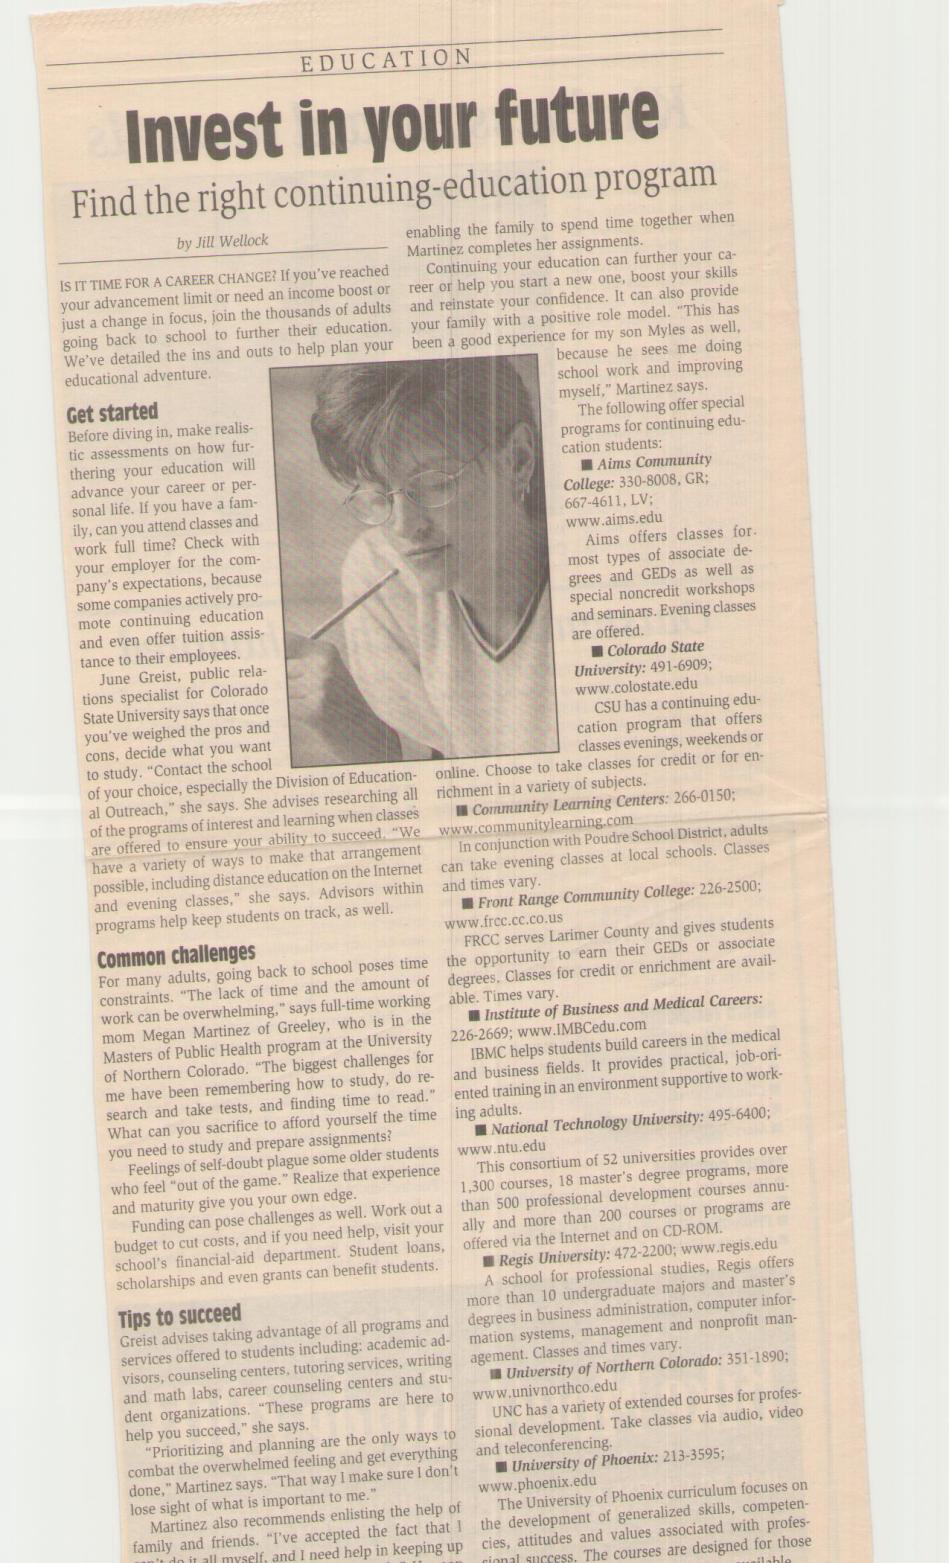 EDUCATION
Invest in your future
Find the right continuing-education program
by Jill Wellock
IS IT TIME FOR A CAREER CHANGE? If you've reached
your advancement limit or need an income boost or
just a change in focus, join the thousands of adults
going back to school to further their education.
We've detailed the ins and outs to help plan your
educational adventure.
Get started
Before diving in, make realis-
tic assessments on how fur-
thering your education will
advance your career or per-
sonal life. If you have a fam-
ily, can you attend classes and
work full time? Check with
your employer for the com-
pany's expectations, because
some companies actively pro-
mote continuing education
and even offer tuition assis-
tance to their employees.
June Greist, public rela-
tions specialist for Colorado
State University says that once
you've weighed the pros and
cons, decide what you want
to study. "Contact the school
of your choice, especially the Division of Education-
al Outreach," she says. She advises researching all
of the programs of interest and learning when classes
are offered to ensure your ability to succeed. "We
have a variety of ways to make that arrangement
possible, including distance education on the Internet
and evening classes," she says. Advisors within
programs help keep students on track, as well.
Common challenges
For many adults, going back to school poses time
constraints. "The lack of time and the amount of
work can be overwhelming," says full-time working
mom Megan Martinez of Greeley, who is in the
Masters of Public Health program at the University
of Northern Colorado. "The biggest challenges for
me have been remembering how to study, do re-
search and take tests, and finding time to read."
What can you sacrifice to afford yourself the time
you need to study and prepare assignments?
Feelings of self-doubt plague some older students
who feel "out of the game." Realize that experience
and maturity give you your own edge.
Funding can pose challenges as well. Work out a
budget to cut costs, and if you need help, visit your
school's financial-aid department. Student loans,
scholarships and even grants can benefit students.
Tips to succeed
Greist advises taking advantage of all programs and
services offered to students including: academic ad-
visors, counseling centers, tutoring services, writing
and math labs, career counseling centers and stu-
dent organizations. "These programs are here to
help you succeed," she says.
"Prioritizing and planning are the only ways to
combat the overwhelmed feeling and get everything
done," Martinez says. "That way I make sure I don't
lose sight of what is important to me."
Martinez also recommends enlisting the help of
family and friends. "I've accepted the fact that I
can't do it all myself, and I need help in keeping up
enabling the family to spend time together when
Martinez completes her assignments.
Continuing your education can further your ca-
reer or help you start a new one, boost your skills
and reinstate your confidence. It can also provide
your family with a positive role model. "This has
been a good experience for my son Myles as well,
because he sees me doing
school work and improving
myself," Martinez says.
The following offer special
programs for continuing edu-
cation students:
■ Aims Community
College: 330-8008, GR;
667-4611, LV;
www.aims.edu
Aims offers classes for
most types of associate de-
grees and GEDs as well as
special noncredit workshops
and seminars. Evening classes
are offered.
■ Colorado State
University: 491-6909;
www.colostate.edu
CSU has a continuing edu-
cation program that offers
classes evenings, weekends or
online. Choose to take classes for credit or for en-
richment in a variety of subjects.
■ Community Learning Centers: 266-0150;
www.communitylearning.com
In conjunction with Poudre School District, adults
can take evening classes at local schools. Classes
and times vary.
■ Front Range Community College: 226-2500;
www.frcc.cc.co.us
FRCC serves Larimer County and gives students
the opportunity to earn their GEDs or associate
degrees. Classes for credit or enrichment are avail-
able. Times vary.
■ Institute of Business and Medical Careers:
226-2669; www.IMBCedu.com
IBMC helps students build careers in the medical
and business fields. It provides practical, job-ori-
ented training in an environment supportive to work-
ing adults.
■ National Technology University: 495-6400;
www.ntu.edu
This consortium of 52 universities provides over
1,300 courses, 18 master's degree programs, more
than 500 professional development courses annu-
ally and more than 200 courses or programs are
offered via the Internet and on CD-ROM.
■ Regis University: 472-2200; www.regis.edu
A school for professional studies, Regis offers
more than 10 undergraduate majors and master's
degrees in business administration, computer infor-
mation systems, management and nonprofit man-
agement. Classes and times vary.
■ University of Northern Colorado: 351-1890;
www.univnorthco.edu
UNC has a variety of extended courses for profes-
sional development. Take classes via audio, video
and teleconferencing.
■ University of Phoenix: 213-3595;
www.phoenix.edu
The University of Phoenix curriculum focuses on
the development of generalized skills, competen-
cies, attitudes and values associated with profes-
sional success. The courses are designed for those